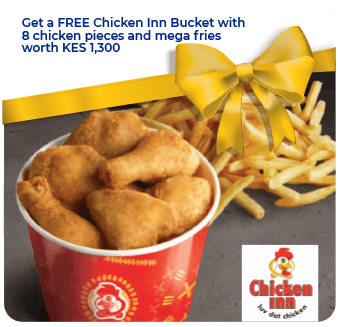 Get a FREE Chicken Inn Bucket with
8 chicken pieces and mega fries
worth KES 1,300
Chicken
inn
luv dat chicken